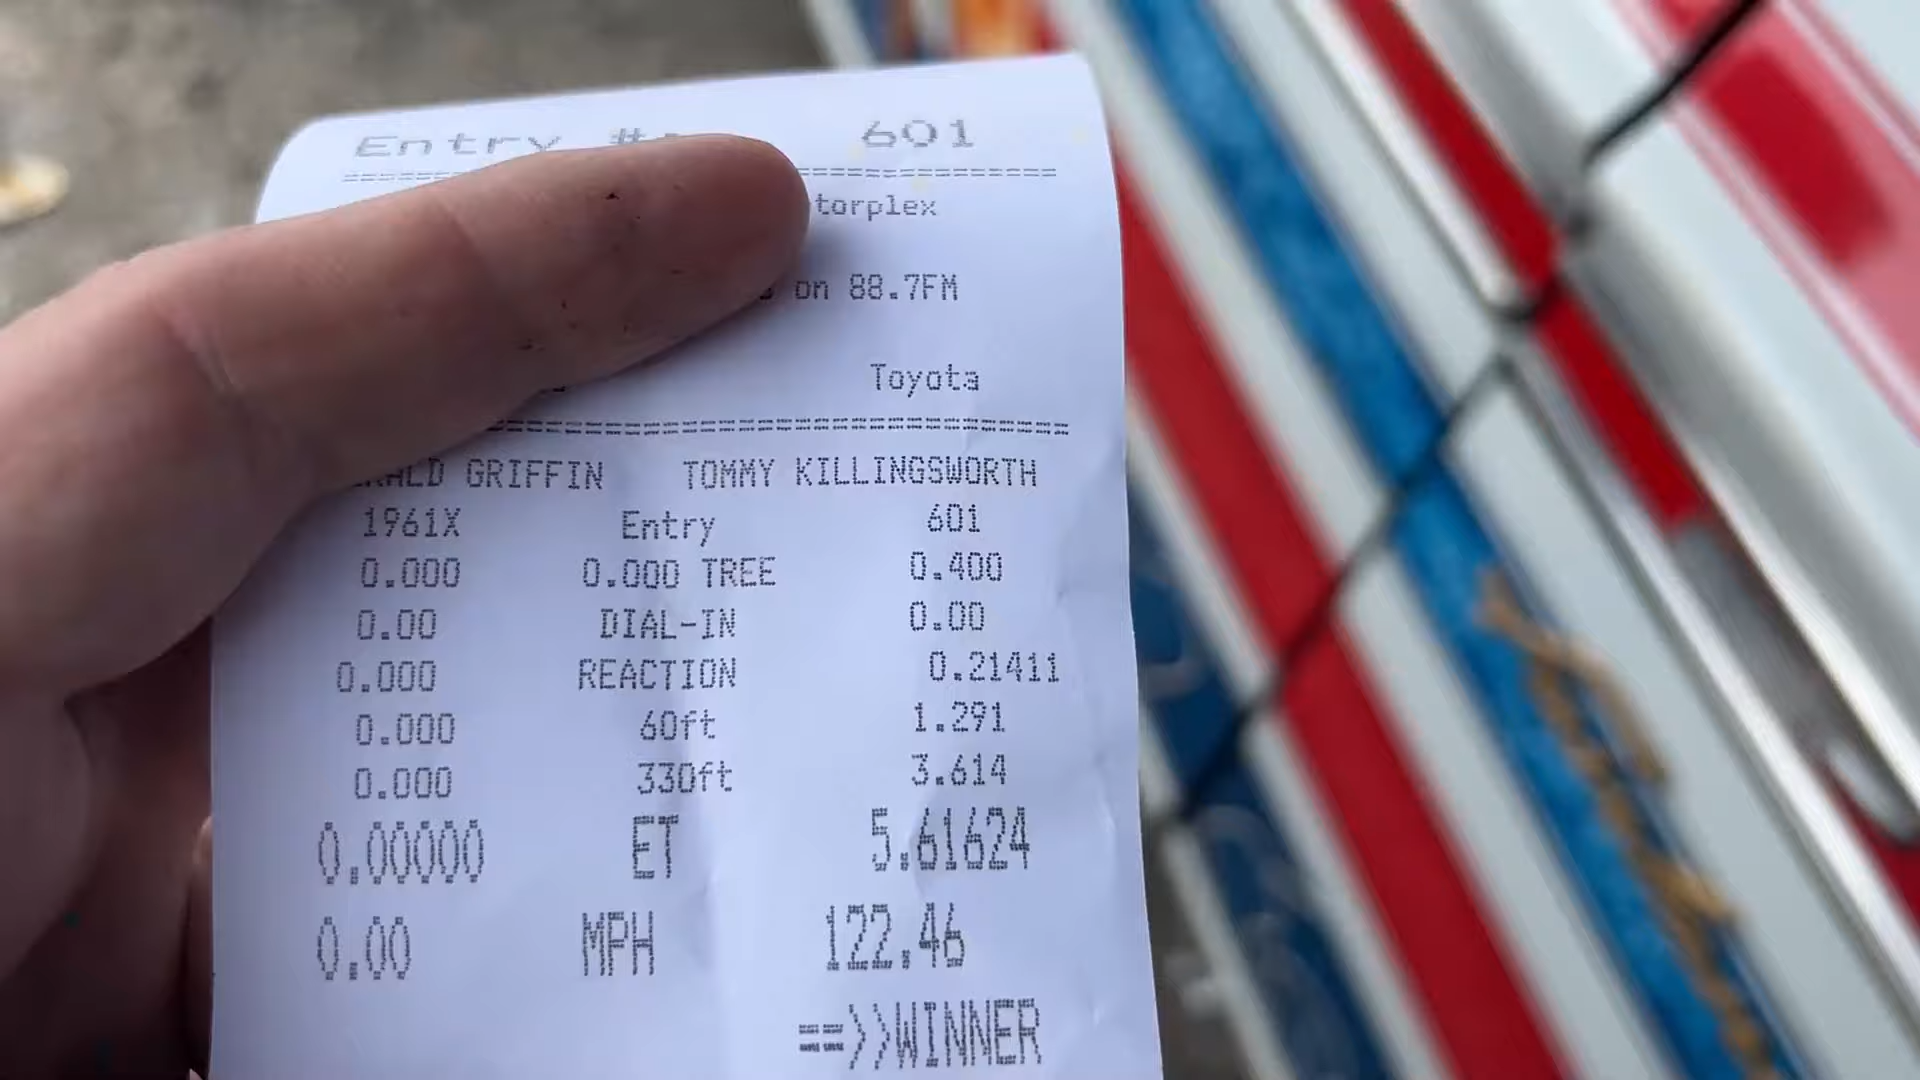 Entry # 601
===============
torplex
on 88.7FM
Toyota
==========================================
GRIFFIN TOMMY KILLINGSWORTH
1961X Entry 601
0.000 0.000 TREE 0.400
0.00 DIAL-IN 0.00
0.000 REACTION 0.21411
0.000 60ft 1.291
0.000 330ft 3.614
0.00000 ET 5.61624
0.00 MPH 122.46
==>>WINNER